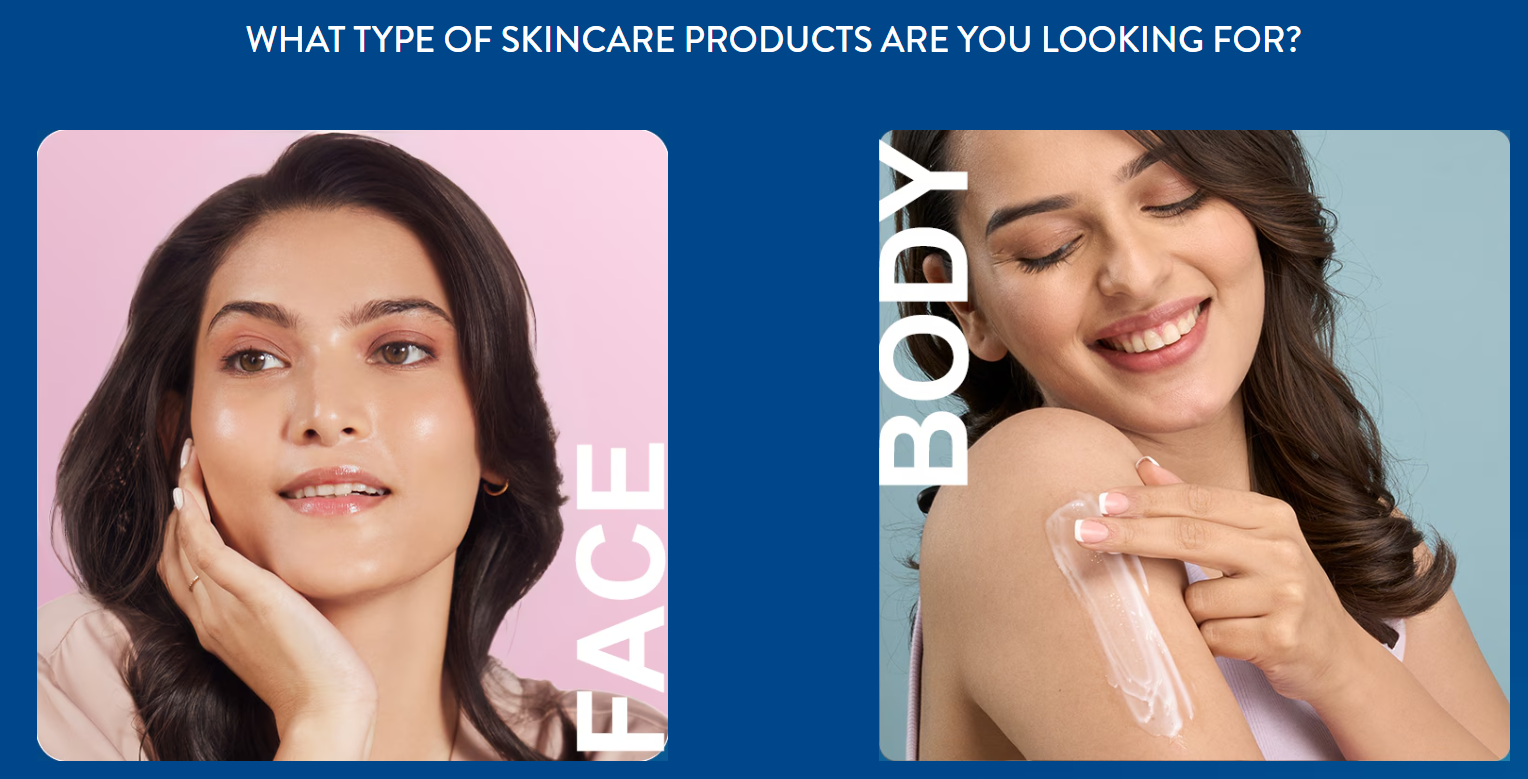 WHAT TYPE OF SKINCARE PRODUCTS ARE YOU LOOKING FOR?
FACE
BODY